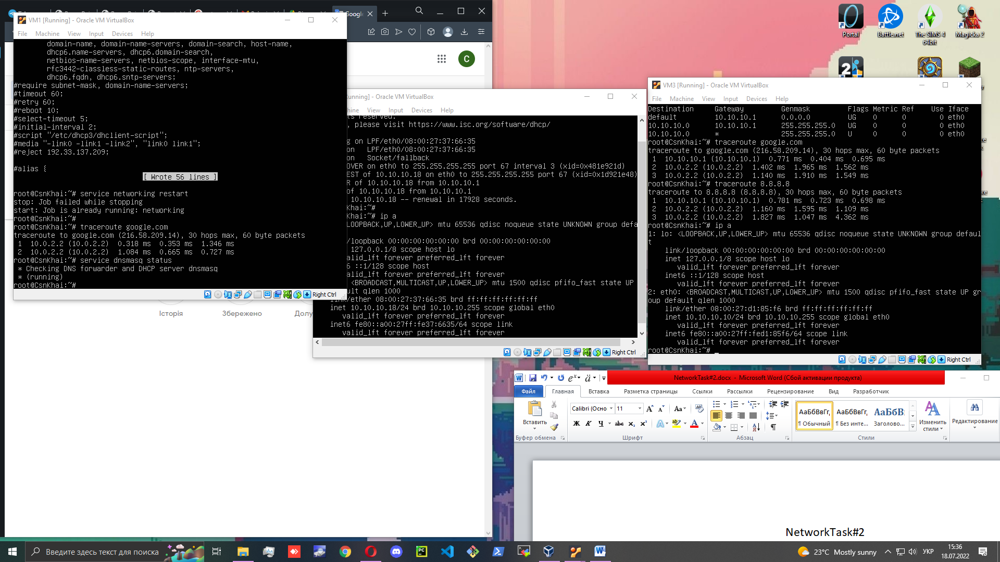 Google
VM1 [Running] - Oracle VM VirtualBox
File Machine View Input Devices Help
domain-name, domain-name-servers, domain-search, host-name,
dhcp6.name-servers, dhcp6.domain-search,
netbios-name-servers, netbios-scope, interface-mtu,
rfc3442-classless-static-routes, ntp-servers,
dhcp6.fqdn, dhcp6.sntp-servers;
#require subnet-mask, domain-name-servers;
#timeout 60;
#retry 60;
#reboot 10;
#select-timeout 5;
#initial-interval 2;
#script "/etc/dhcp3/dhclient-script";
#media "-link0 -link1 -link2", "link0 link1";
#reject 192.33.137.209;
#alias {
[ Wrote 56 lines ]
root@CsnKhai:~# service networking restart
stop: Job failed while stopping
start: Job is already running: networking
root@CsnKhai:~#
root@CsnKhai:~# traceroute google.com
traceroute to google.com (216.58.209.14), 30 hops max, 60 byte packets
1 10.0.2.2 (10.0.2.2) 0.318 ms 0.353 ms 1.346 ms
2 10.0.2.2 (10.0.2.2) 1.084 ms 0.665 ms 0.727 ms
root@CsnKhai:~# service dnsmasq status
* Checking DNS forwarder and DHCP server dnsmasq
* (running)
root@CsnKhai:~#
Right Ctrl
C
Історія
Збережено
Долу
unning] - Oracle VM VirtualBox
hine View Input Devices Help
ts reserved.
, please visit https://www.isc.org/software/dhcp/
g on LPF/eth0/08:00:27:37:66:35
on LPF/eth0/08:00:27:37:66:35
on Socket/fallback
OVER on eth0 to 255.255.255.255 port 67 interval 3 (xid=0x481e921d)
EST of 10.10.10.18 on eth0 to 255.255.255.255 port 67 (xid=0x1d921e48)
R of 10.10.10.18 from 10.10.10.1
of 10.10.10.18 from 10.10.10.1
10.10.10.18 -- renewal in 17928 seconds.
Khai:~#
Khai:~# ip a
LOOPBACK,UP,LOWER_UP> mtu 65536 qdisc noqueue state UNKNOWN group defa
/loopback 00:00:00:00:00:00 brd 00:00:00:00:00:00
127.0.0.1/8 scope host lo
valid_lft forever preferred_lft forever
6 ::1/128 scope host
valid_lft forever preferred_lft forever
<BROADCAST,MULTICAST,UP,LOWER_UP> mtu 1500 qdisc pfifo_fast state UP
ult qlen 1000
link/ether 08:00:27:37:66:35 brd ff:ff:ff:ff:ff:ff
inet 10.10.10.18/24 brd 10.10.10.255 scope global eth0
valid_lft forever preferred_lft forever
inet6 fe80::a00:27ff:fe37:6635/64 scope link
valid_lft forever preferred_lft forever
Right Ctrl
Portal
Battle.net
The SIMS 4 64bit
Magicka 2
VM3 [Running] - Oracle VM VirtualBox
File Machine View Input Devices Help
Destination Gateway Genmask Flags Metric Ref Use Iface
default 10.10.10.1 0.0.0.0 UG 0 0 0 eth0
10.10.10.0 10.10.10.1 255.255.255.0 UG 0 0 0 eth0
10.10.10.0 * 255.255.255.0 U 0 0 0 eth0
root@CsnKhai:~# traceroute google.com
traceroute to google.com (216.58.209.14), 30 hops max, 60 byte packets
1 10.10.10.1 (10.10.10.1) 0.771 ms 0.404 ms 0.695 ms
2 10.0.2.2 (10.0.2.2) 1.402 ms 1.965 ms 1.562 ms
3 10.0.2.2 (10.0.2.2) 1.140 ms 1.910 ms 1.549 ms
root@CsnKhai:~# traceroute 8.8.8.8
traceroute to 8.8.8.8 (8.8.8.8), 30 hops max, 60 byte packets
1 10.10.10.1 (10.10.10.1) 0.781 ms 0.723 ms 0.698 ms
2 10.0.2.2 (10.0.2.2) 1.160 ms 1.595 ms 1.109 ms
3 10.0.2.2 (10.0.2.2) 1.827 ms 1.047 ms 4.362 ms
root@CsnKhai:~# ip a
1: lo: <LOOPBACK,UP,LOWER_UP> mtu 65536 qdisc noqueue state UNKNOWN group defaul
t
link/loopback 00:00:00:00:00:00 brd 00:00:00:00:00:00
inet 127.0.0.1/8 scope host lo
valid_lft forever preferred_lft forever
inet6 ::1/128 scope host
valid_lft forever preferred_lft forever
2: eth0: <BROADCAST,MULTICAST,UP,LOWER_UP> mtu 1500 qdisc pfifo_fast state UP gr
oup default qlen 1000
link/ether 08:00:27:d1:85:f6 brd ff:ff:ff:ff:ff:ff
inet 10.10.10.10/24 brd 10.10.10.255 scope global eth0
valid_lft forever preferred_lft forever
inet6 fe80::a00:27ff:fed1:85f6/64 scope link
valid_lft forever preferred_lft forever
root@CsnKhai:~# _
Right Ctrl
NetworkTask#2.docx - Microsoft Word (Сбой активации продукта)
Файл Главная Вставка Разметка страницы Ссылки Рассылки Рецензирование Вид Разработчик
Вставить
Calibri (Осно 11
Ж К Ч abc x₂ x²
АаБбВвГг, АаБбВвГг, АаБбВ
¶ Обычный ¶ Без инте... Заголово...
Изменить стили
Редактирование
Буфер обмена Шрифт Абзац Стили
NetworkTask#2
Введите здесь текст для поиска
23°C Mostly sunny
УКР
15:36
18.07.2022